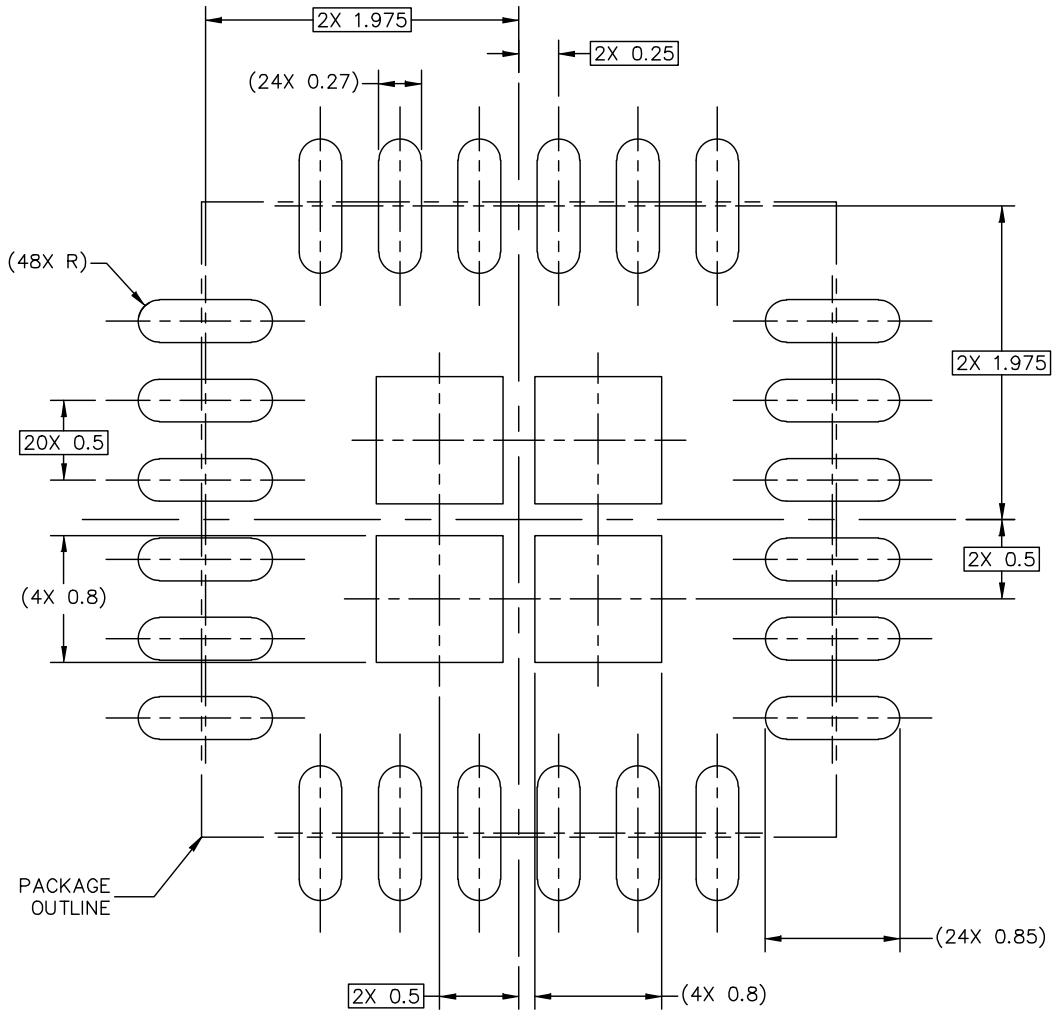 2X 1.975
2X 0.25
(24X 0.27)
(48X R)
2X 1.975
20X 0.5
2X 0.5
(4X 0.8)
PACKAGE
OUTLINE
(24X 0.85)
2X 0.5
(4X 0.8)